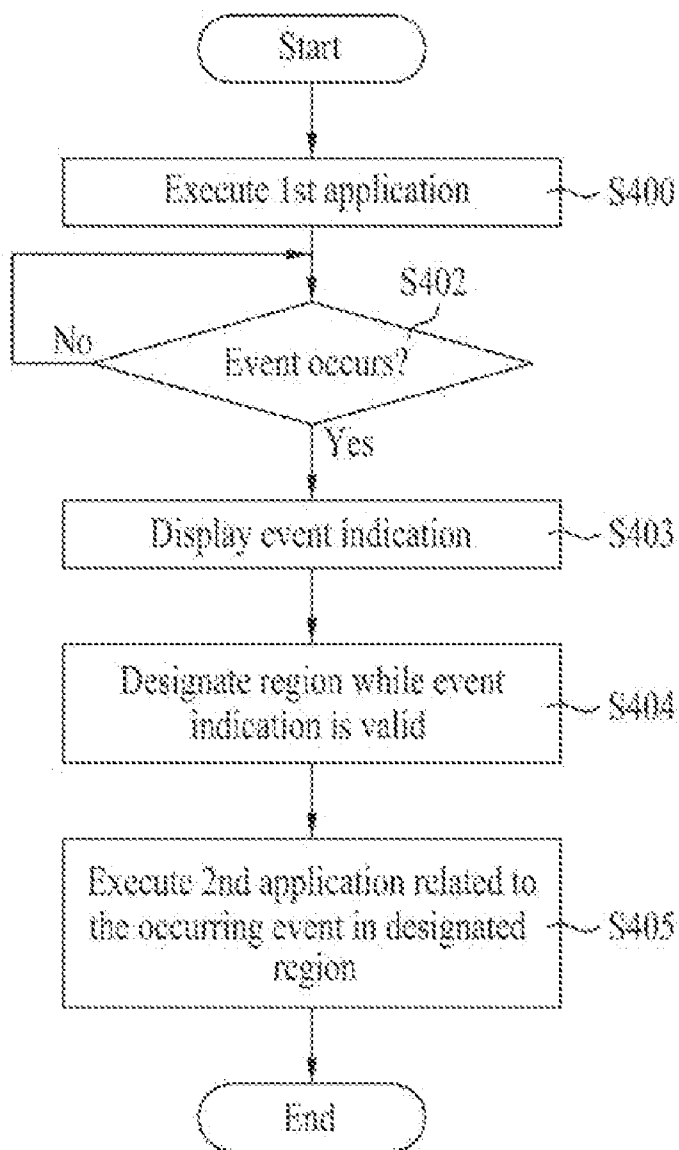 Start
Execute 1st application
S400
S402
No
Event occurs?
Yes
Display event indication
S403
Designate region while event
indication is valid
S404
Execute 2nd application related to
the occurring event in designated
region
S405
End